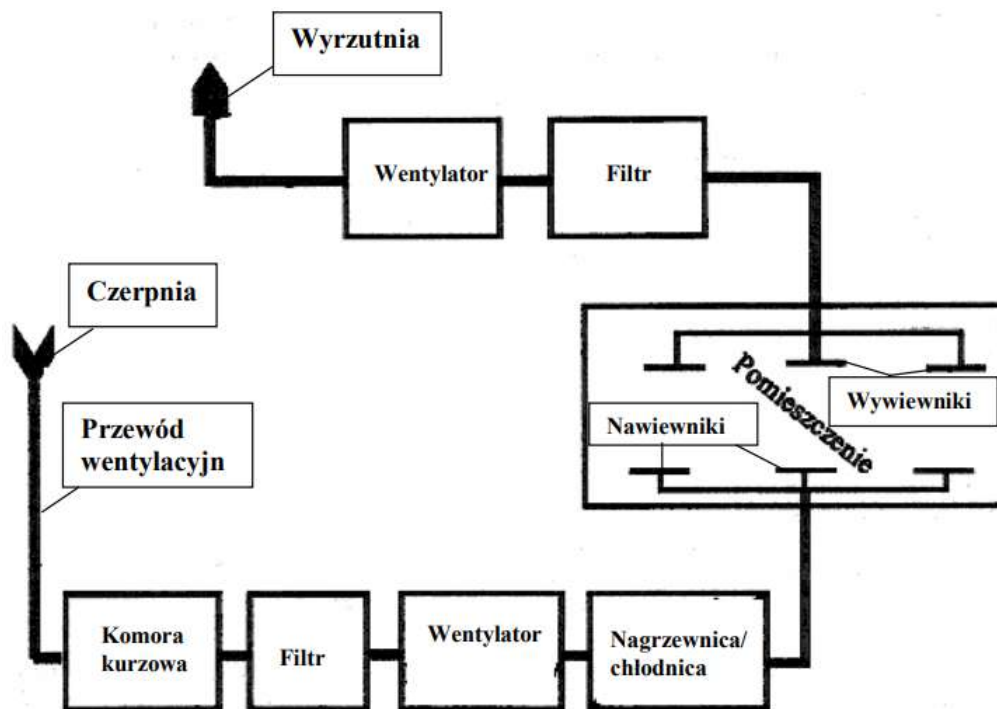 Wyrzutnia
Wentylator
Filtr
Czerpnia
Pomieszczenie
Wywiewniki
Nawiewniki
Przewód
wentylacyjn
Komora
kurzowa
Filtr
Wentylator
Nagrzewnica/
chłodnica